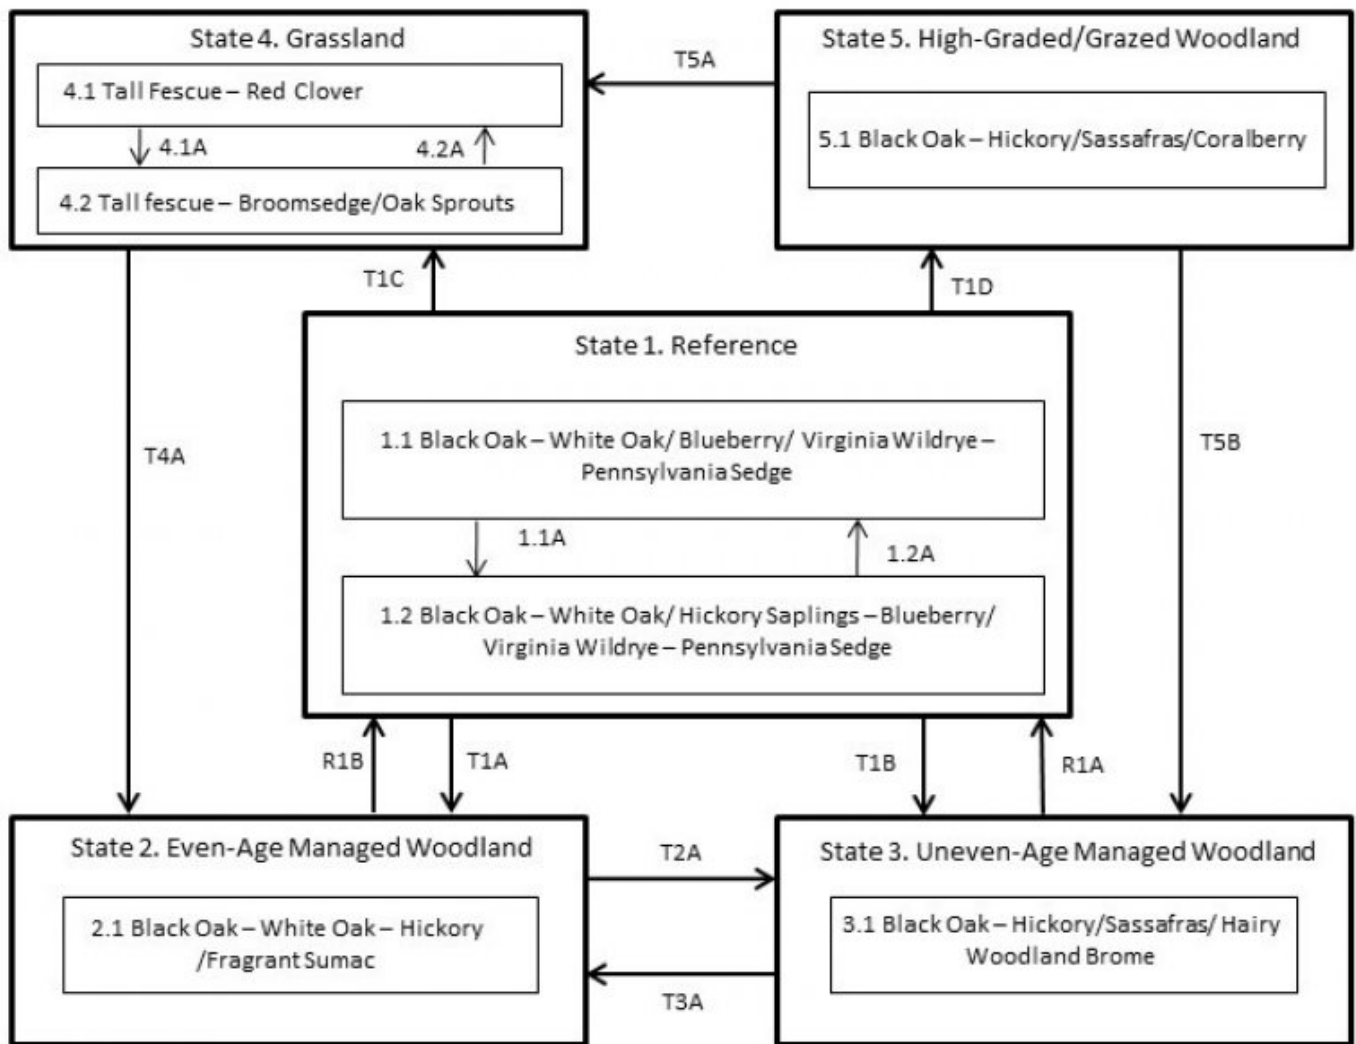 State 4. Grassland
4.1 Tall Fescue – Red Clover
4.1A
4.2A
4.2 Tall fescue – Broomsedge/Oak Sprouts
T5A
State 5. High-Graded/Grazed Woodland
5.1 Black Oak – Hickory/Sassafras/Coralberry
T1C
T1D
State 1. Reference
1.1 Black Oak – White Oak/ Blueberry/ Virginia Wildrye –
Pennsylvania Sedge
1.1A
1.2A
1.2 Black Oak – White Oak/ Hickory Saplings – Blueberry/
Virginia Wildrye – Pennsylvania Sedge
T4A
T5B
R1B
T1A
T1B
R1A
State 2. Even-Age Managed Woodland
2.1 Black Oak – White Oak – Hickory
/Fragrant Sumac
T2A
T3A
State 3. Uneven-Age Managed Woodland
3.1 Black Oak – Hickory/Sassafras/ Hairy
Woodland Brome